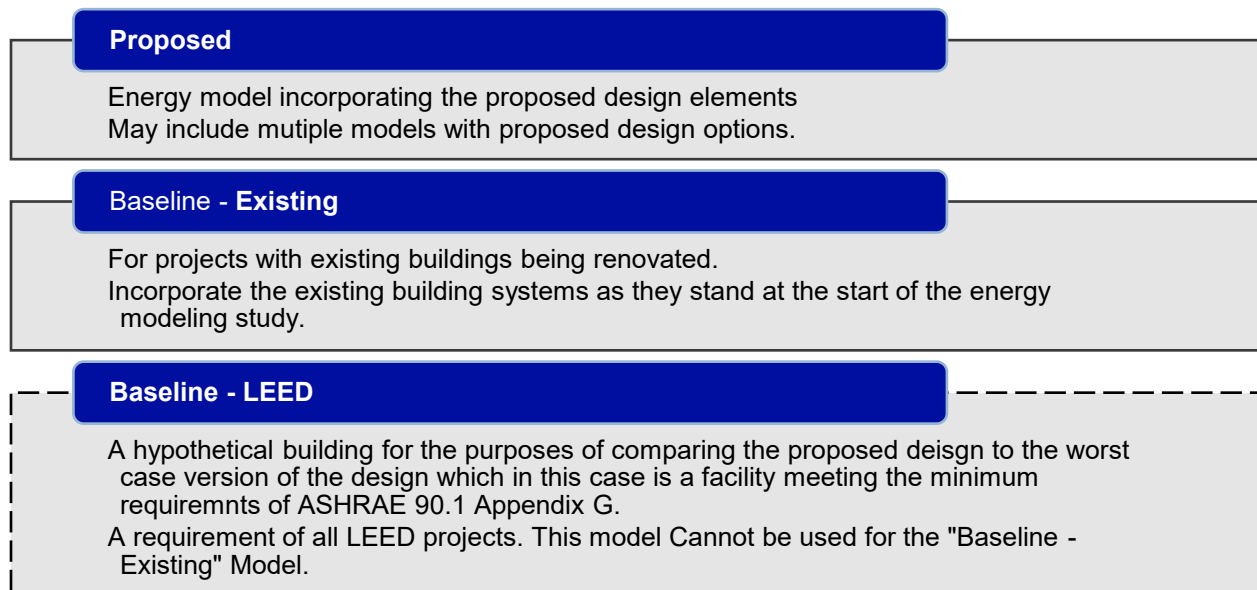 Proposed
Energy model incorporating the proposed design elements
May include mutiple models with proposed design options.
Baseline - Existing
For projects with existing buildings being renovated.
Incorporate the existing building systems as they stand at the start of the energy
modeling study.
Baseline - LEED
A hypothetical building for the purposes of comparing the proposed deisgn to the worst
case version of the design which in this case is a facility meeting the minimum
requiremnts of ASHRAE 90.1 Appendix G.
A requirement of all LEED projects. This model Cannot be used for the "Baseline -
Existing" Model.